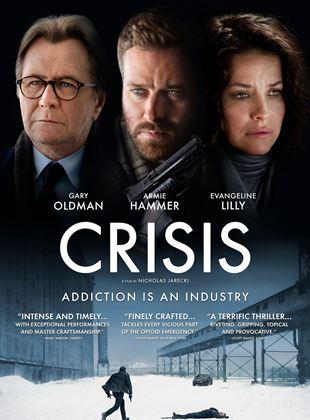 GARY ARMIE EVANGELINE
OLDMAN HAMMER LILLY
CRISIS
A FILM BY NICHOLAS JARECKI
ADDICTION IS AN INDUSTRY
"INTENSE AND TIMELY... "FINELY CRAFTED... "A TERRIFIC THRILLER...
WITH EXCEPTIONAL PERFORMANCES TACKLES EVERY VICIOUS PART RIVETING, GRIPPING, TOPICAL
AND MASTER CRAFTSMANSHIP." OF THE OPIOID EMERGENCY." AND PROVOCATIVE."